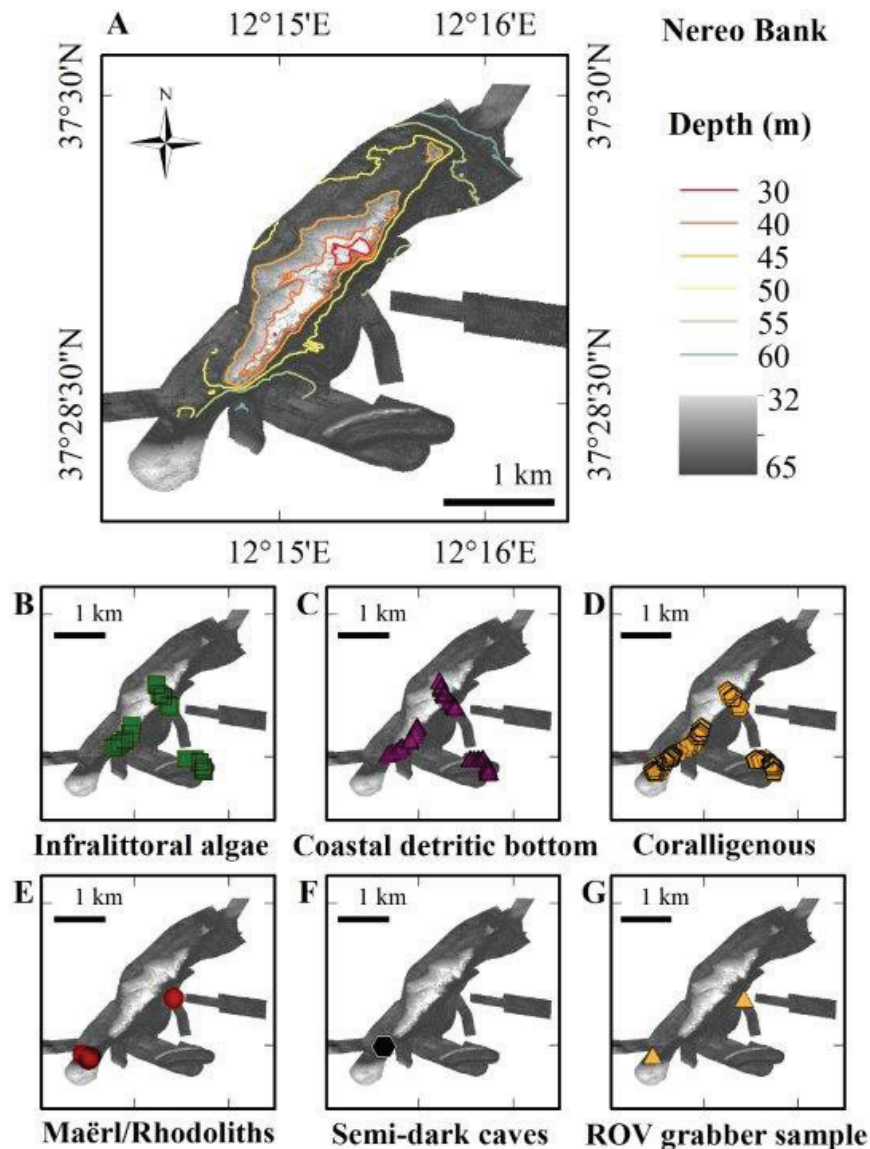 A
12°15'E
12°16'E
Nereo Bank
37°30'N
N
37°30'N
Depth (m)
30
40
45
50
55
60
37°28'30"N
37°28'30"N
32
65
1 km
12°15'E
12°16'E
B
1 km
C
1 km
D
1 km
Infralittoral algae
Coastal detritic bottom
Coralligenous
E
1 km
F
1 km
G
1 km
Maërl/Rhodoliths
Semi-dark caves
ROV grabber sample